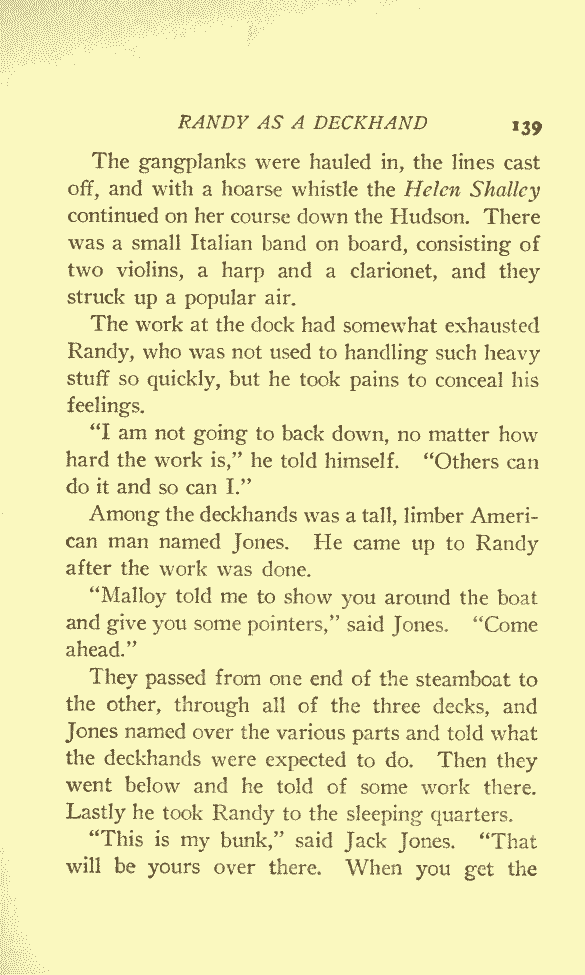 RANDY AS A DECKHAND 139
The gangplanks were hauled in, the lines cast
off, and with a hoarse whistle the Helen Shalley
continued on her course down the Hudson. There
was a small Italian band on board, consisting of
two violins, a harp and a clarionet, and they
struck up a popular air.
The work at the dock had somewhat exhausted
Randy, who was not used to handling such heavy
stuff so quickly, but he took pains to conceal his
feelings.
“I am not going to back down, no matter how
hard the work is,” he told himself. “Others can
do it and so can I.”
Among the deckhands was a tall, limber Ameri-
can man named Jones. He came up to Randy
after the work was done.
“Malloy told me to show you around the boat
and give you some pointers,” said Jones. “Come
ahead.”
They passed from one end of the steamboat to
the other, through all of the three decks, and
Jones named over the various parts and told what
the deckhands were expected to do. Then they
went below and he told of some work there.
Lastly he took Randy to the sleeping quarters.
“This is my bunk,” said Jack Jones. “That
will be yours over there. When you get the